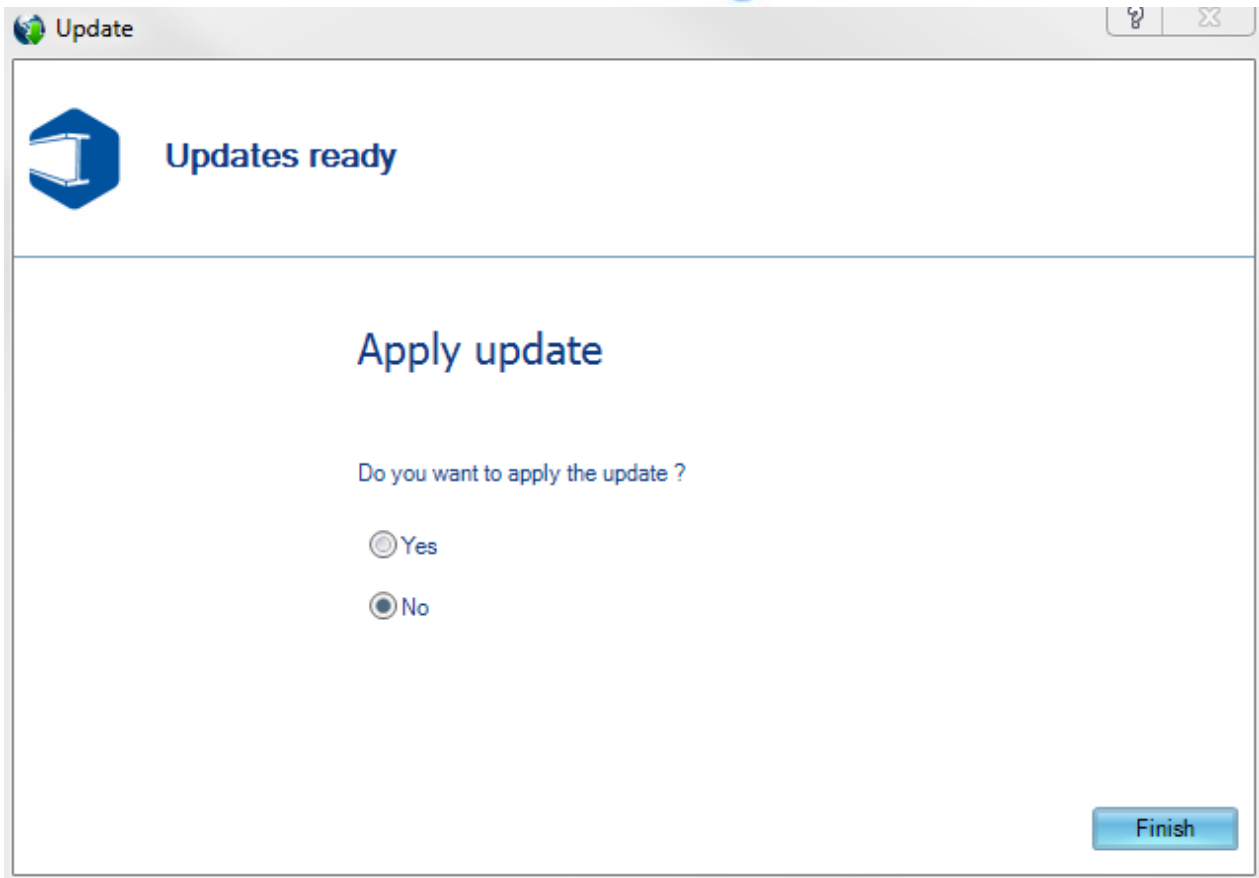 Update
Updates ready
Apply update
Do you want to apply the update ?
Yes
No
Finish